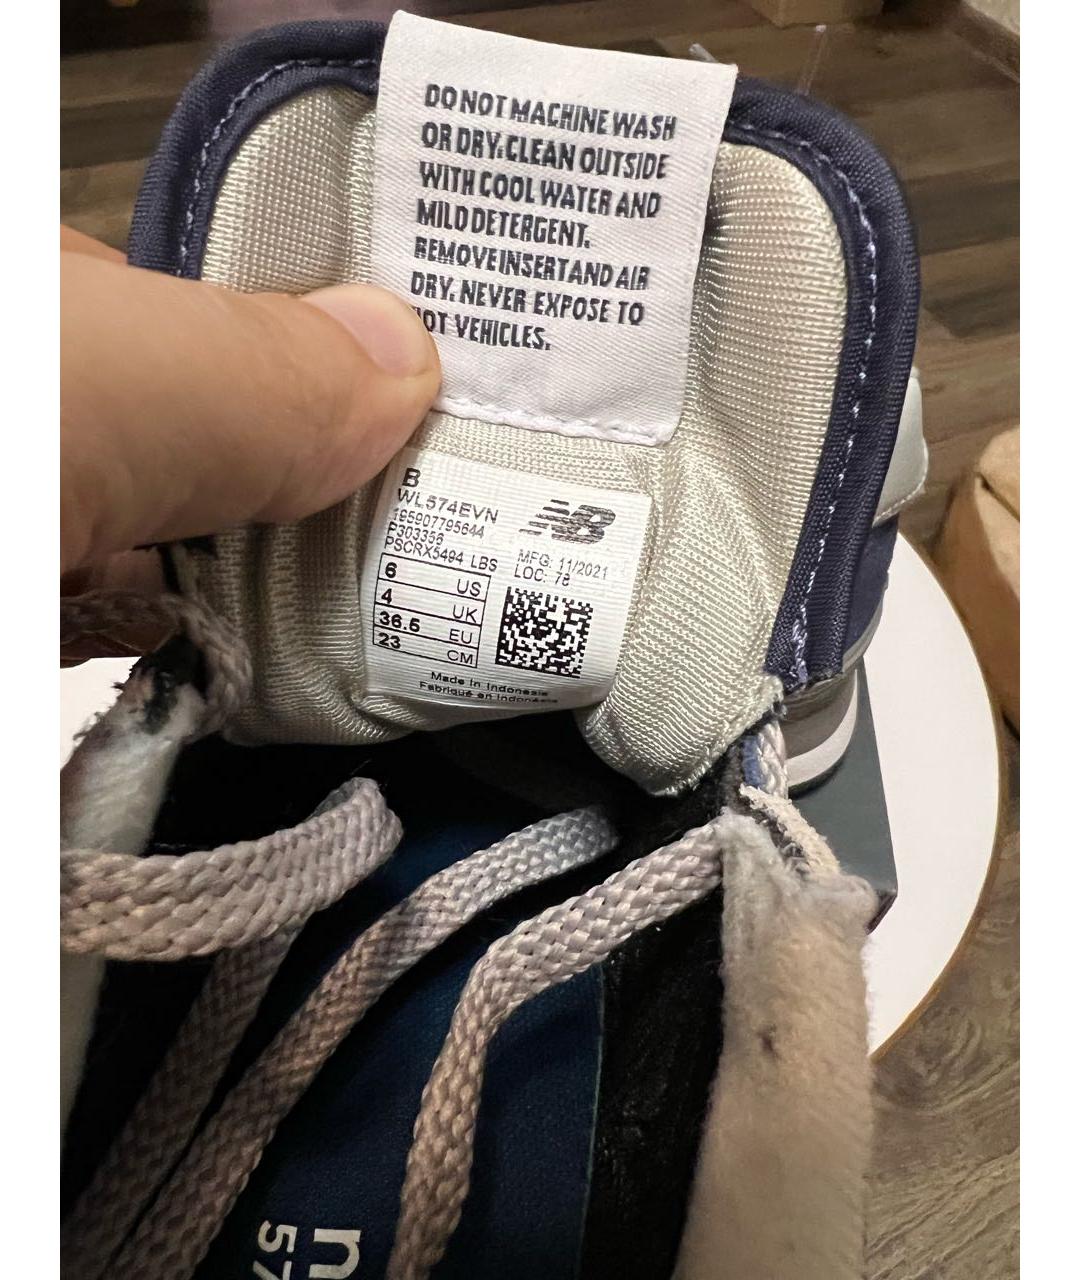 DO NOT MACHINE WASH
OR DRY. CLEAN OUTSIDE
WITH COOL WATER AND
MILD DETERGENT.
REMOVE INSERT AND AIR
DRY. NEVER EXPOSE TO
HOT VEHICLES.
B
WL574EVN
195907795644
P303356
PSCRX5494 LBS
NB
MFG: 11/2021
LOC: 78
6 US
4 UK
36.5 EU
23 CM
Made in Indonesia
Fabriqué en Indonésie
n
57